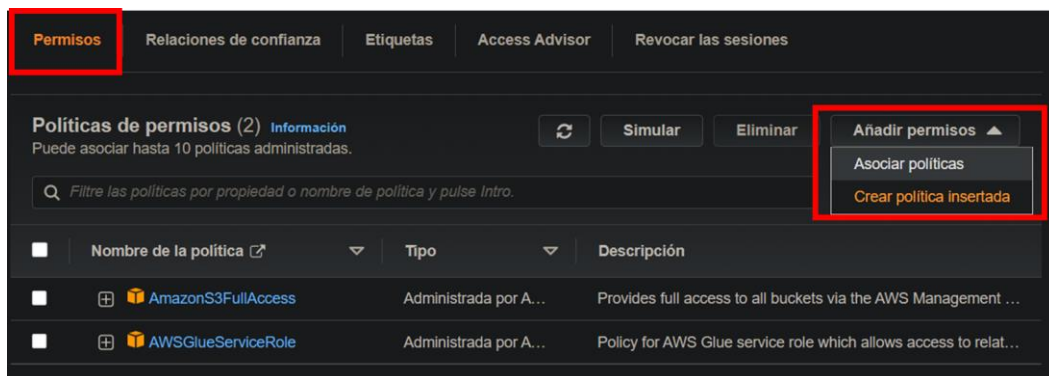 Permisos Relaciones de confianza Etiquetas Access Advisor Revocar las sesiones
Políticas de permisos (2) Información Simular Eliminar Añadir permisos
Puede asociar hasta 10 políticas administradas.
Asociar políticas
Filtre las políticas por propiedad o nombre de política y pulse Intro.
Crear política insertada
Nombre de la política Tipo Descripción
AmazonS3FullAccess Administrada por A... Provides full access to all buckets via the AWS Management ...
AWSGlueServiceRole Administrada por A... Policy for AWS Glue service role which allows access to relat...